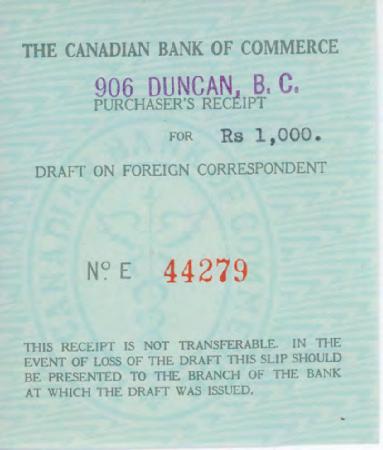 THE CANADIAN BANK OF COMMERCE
906 DUNCAN, B. C.
PURCHASER'S RECEIPT
FOR Rs 1,000.
DRAFT ON FOREIGN CORRESPONDENT
Nº E 44279
THIS RECEIPT IS NOT TRANSFERABLE. IN THE
EVENT OF LOSS OF THE DRAFT THIS SLIP SHOULD
BE PRESENTED TO THE BRANCH OF THE BANK
AT WHICH THE DRAFT WAS ISSUED.